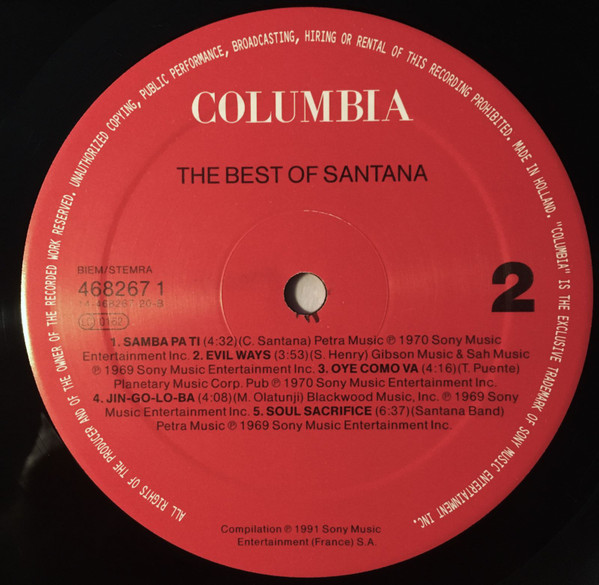 ALL RIGHTS OF THE PRODUCER AND OF THE OWNER OF THE RECORDED WORK RESERVED. UNAUTHORIZED COPYING, PUBLIC PERFORMANCE, BROADCASTING, HIRING OR RENTAL OF THIS RECORDING PROHIBITED. MADE IN HOLLAND. "COLUMBIA" IS THE EXCLUSIVE TRADEMARK OF SONY MUSIC ENTERTAINMENT INC.
COLUMBIA
THE BEST OF SANTANA
BIEM/STEMRA
468267 1
14-468267-20-B
LC 0162
2
1. SAMBA PA TI (4:32)(C. Santana) Petra Music ℗ 1970 Sony Music
Entertainment Inc. 2. EVIL WAYS (3:53)(S. Henry) Gibson Music & Sah Music
℗ 1969 Sony Music Entertainment Inc. 3. OYE COMO VA (4:16)(T. Puente)
Planetary Music Corp. Pub ℗ 1970 Sony Music Entertainment Inc.
4. JIN-GO-LO-BA (4:08)(M. Olatunji) Blackwood Music, Inc. ℗ 1969 Sony
Music Entertainment Inc. 5. SOUL SACRIFICE (6:37)(Santana Band)
Petra Music ℗ 1969 Sony Music Entertainment Inc.
Compilation ℗ 1991 Sony Music
Entertainment (France) S.A.